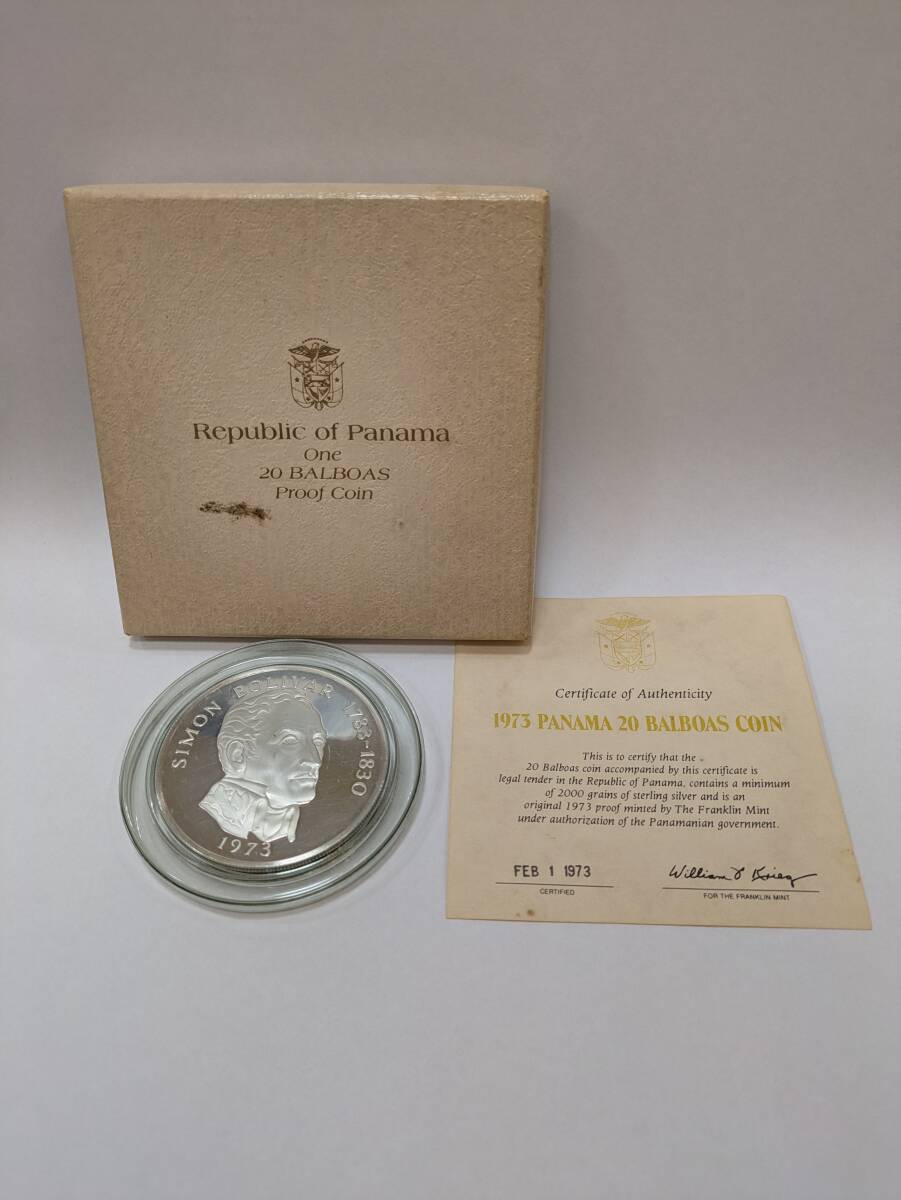 Republic of Panama
One
20 BALBOAS
Proof Coin
SIMON BOLIVAR 1783-1830
1973
Certificate of Authenticity
1973 PANAMA 20 BALBOAS COIN
This is to certify that the
20 Balboas coin accompanied by this certificate is
legal tender in the Republic of Panama, contains a minimum
of 2000 grains of sterling silver and is an
original 1973 proof minted by The Franklin Mint
under authorization of the Panamanian government.
FEB 1 1973
CERTIFIED
William
FOR THE FRANKLIN MINT